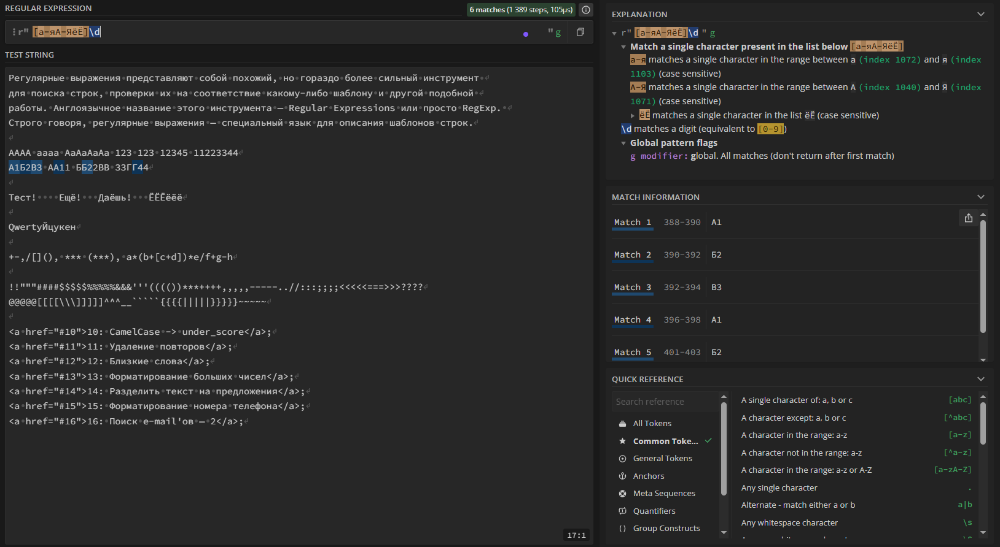 REGULAR EXPRESSION
6 matches (1 389 steps, 105µs)
r" [а-яА-ЯёЁ]\d " g
TEST STRING
Регулярные·выражения·представляют·собой·похожий,·но·гораздо·более·сильный·инструмент·↲
для·поиска·строк,·проверки·их·на·соответствие·какому-либо·шаблону·и·другой·подобной·↲
работы.·Англоязычное·название·этого·инструмента·—·Regular·Expressions·или·просто·RegExp.·↲
Строго·говоря,·регулярные·выражения·—·специальный·язык·для·описания·шаблонов·строк.↲
↲
АААА·аааа·АаАаАаАа·123·123·12345·11223344↲
А1Б2В3·АА11·ББ22ВВ·33ГГ44↲
↲
Тест!····Ещё!···Даёшь!···ЁЁЁёёё↲
↲
QwertyЙцукен↲
↲
+-,/[](),·***·(***),·a*(b+[c+d])*e/f+g-h↲
↲
!!"""####$$$$$%%%%%&&&'''(((())***++++,,,,,-----..//:::;;;;<<<<<===>>>????
@@@@@[[[[\\\]]]]]^^^__`````{{{{|||||}}}}}~~~~~↲
↲
<a·href="#10">10:·CamelCase·->·under_score</a>;↲
<a·href="#11">11:·Удаление·повторов</a>;↲
<a·href="#12">12:·Близкие·слова</a>;↲
<a·href="#13">13:·Форматирование·больших·чисел</a>;↲
<a·href="#14">14:·Разделить·текст·на·предложения</a>;↲
<a·href="#15">15:·Форматирование·номера·телефона</a>;↲
<a·href="#16">16:·Поиск·e-mail'ов·—·2</a>;↲
17:1
EXPLANATION
r" [а-яА-ЯёЁ]\d " g
Match a single character present in the list below [а-яА-ЯёЁ]
а-я matches a single character in the range between а (index 1072) and я (index
1103) (case sensitive)
А-Я matches a single character in the range between А (index 1040) and Я (index
1071) (case sensitive)
ёЁ matches a single character in the list ёЁ (case sensitive)
\d matches a digit (equivalent to [0-9])
Global pattern flags
g modifier: global. All matches (don't return after first match)
MATCH INFORMATION
Match 1 388-390 А1
Match 2 390-392 Б2
Match 3 392-394 В3
Match 4 396-398 А1
Match 5 401-403 Б2
QUICK REFERENCE
Search reference
All Tokens
Common Toke...
General Tokens
Anchors
Meta Sequences
Quantifiers
Group Constructs
A single character of: a, b or c [abc]
A character except: a, b or c [^abc]
A character in the range: a-z [a-z]
A character not in the range: a-z [^a-z]
A character in the range: a-z or A-Z [a-zA-Z]
Any single character .
Alternate - match either a or b a|b
Any whitespace character \s